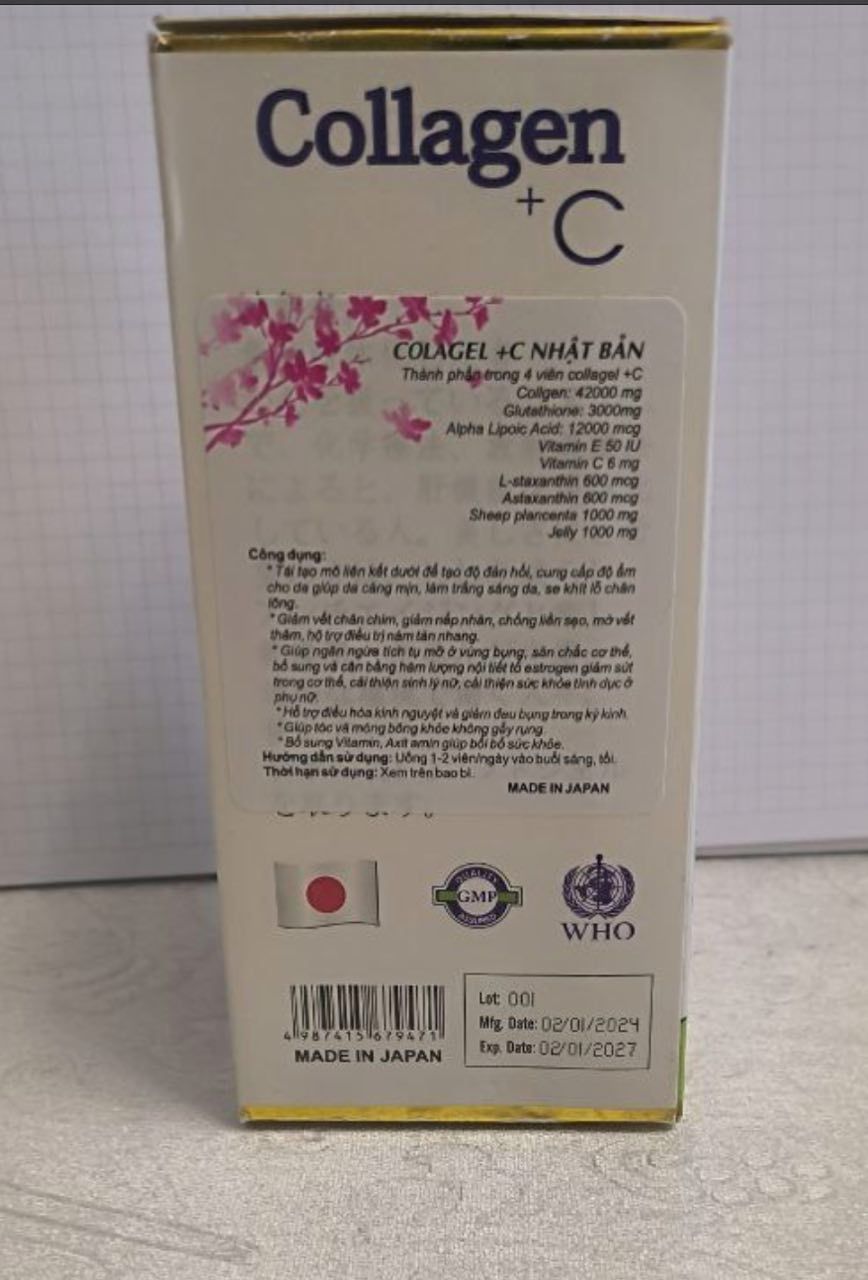 Collagen
+C
COLAGEL +C NHẬT BẢN
Thành phần trong 4 viên collagel +C
Collgen: 42000 mg
Glutathione: 3000mg
Alpha Lipoic Acid: 12000 mcg
Vitamin E 50 IU
Vitamin C 6 mg
L-staxanthin 600 mcg
Astaxanthin 600 mcg
Sheep plancenta 1000 mg
Jelly 1000 mg
Công dụng:
* Tái tạo mô liên kết dưới để tạo độ đàn hồi, cung cấp độ ẩm
cho da giúp da căng mịn, làm trắng sáng da, se khít lỗ chân
lông.
* Giảm vết chân chim, giảm nếp nhăn, chống liền sẹo, mờ vết
thâm, hộ trợ điều trị nám tàn nhang.
* Giúp ngăn ngừa tích tụ mỡ ở vùng bụng, săn chắc cơ thể,
bổ sung và cân bằng hàm lượng nội tiết tố estrogen giảm sút
trong cơ thể, cải thiện sinh lý nữ, cải thiện sức khỏe tình dục ở
phụ nữ.
* Hỗ trợ điều hòa kinh nguyệt và giảm đau bụng trong kỳ kinh.
* Giúp tóc và móng bóng khỏe không gẫy rụng.
* Bổ sung Vitamin, Axit amin giúp bồi bổ sức khỏe.
Hướng dẫn sử dụng: Uống 1-2 viên/ngày vào buổi sáng, tối.
Thời hạn sử dụng: Xem trên bao bì.
MADE IN JAPAN
QUALITY
GMP
ASSURED
WHO
4 987415 679471
MADE IN JAPAN
Lot: 001
Mfg. Date: 02/01/2024
Exp. Date: 02/01/2027